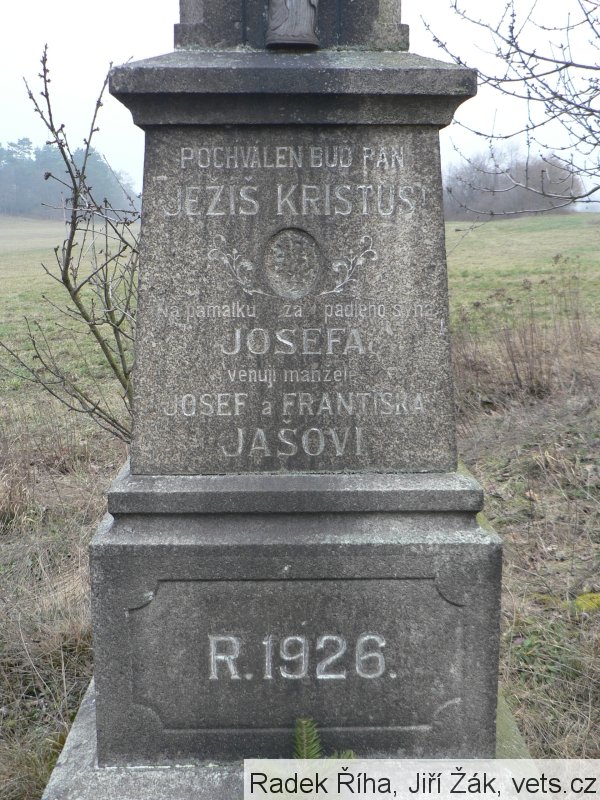 POCHVÁLEN BUĎ PÁN
JEŽIŠ KRISTUS!
Na památku za padlého syna
JOSEFA
věnují manželé
JOSEF a FRANTIŠKA
JAŠOVI
R.1926.
Radek Říha, Jiří Žák, vets.cz